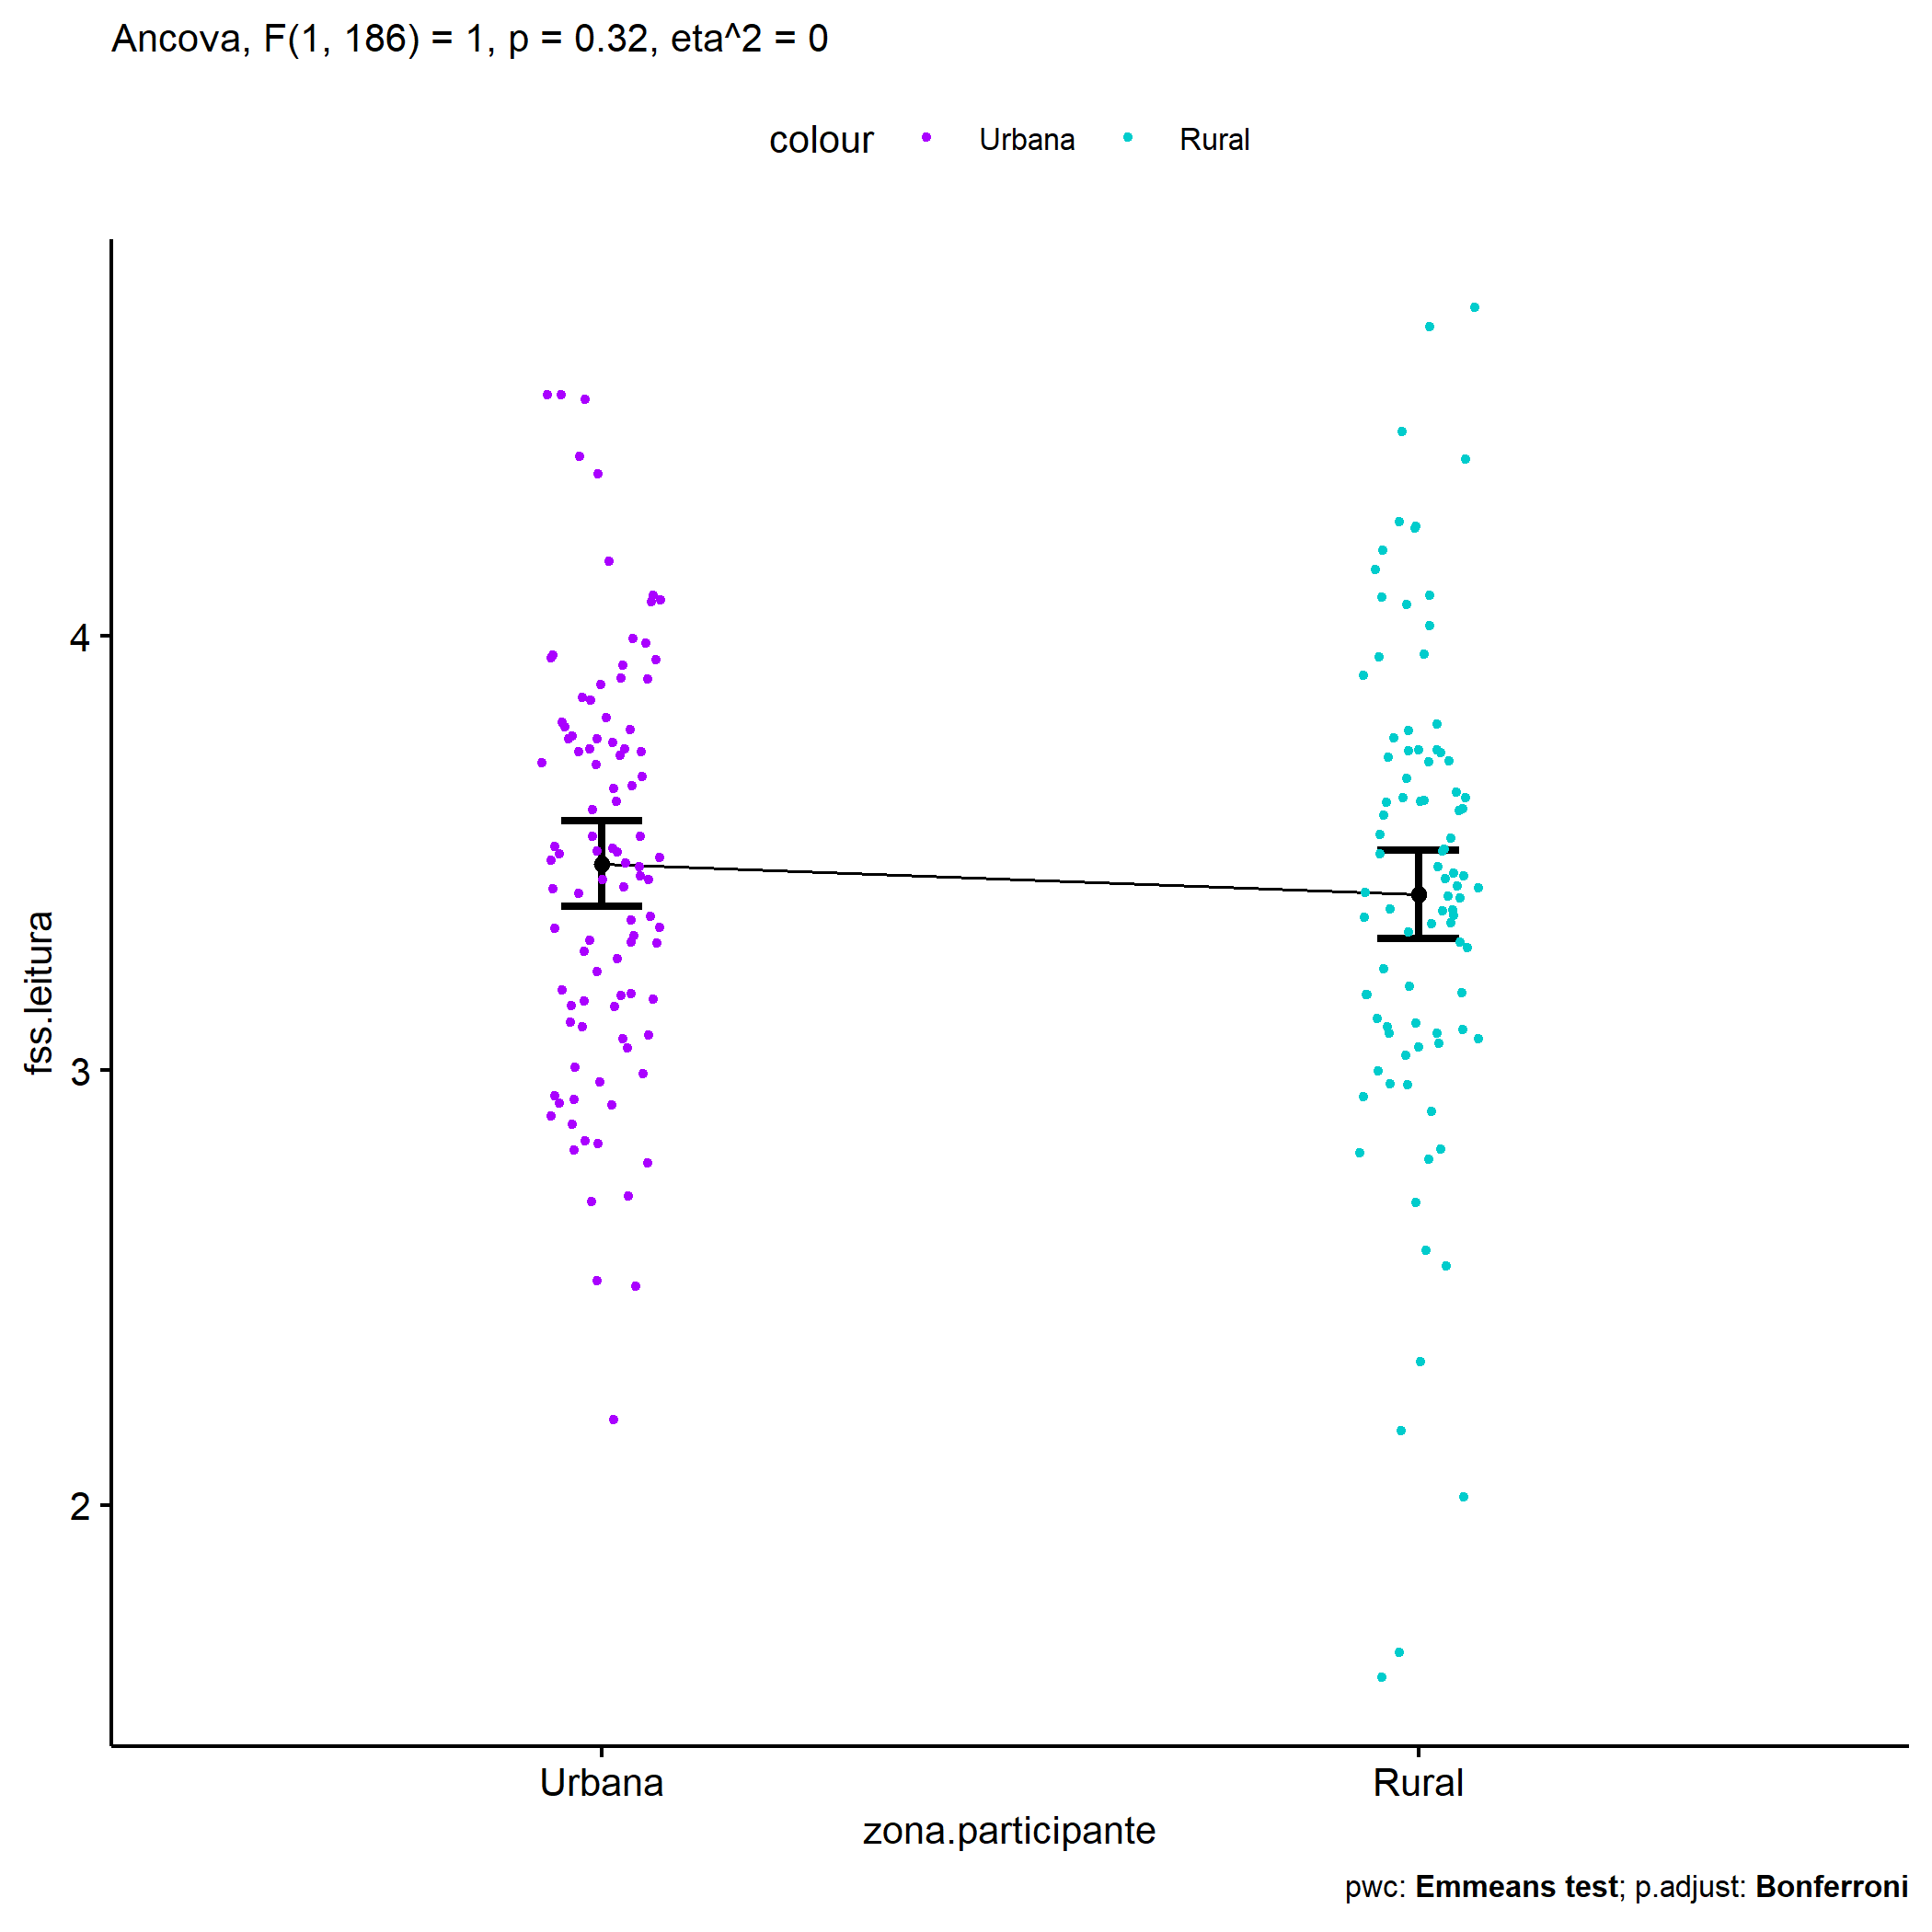 Ancova, F(1, 186) = 1, p = 0.32, eta^2 = 0
colour Urbana Rural
4
3
2
fss.leitura
Urbana Rural
zona.participante
pwc: Emmeans test; p.adjust: Bonferroni